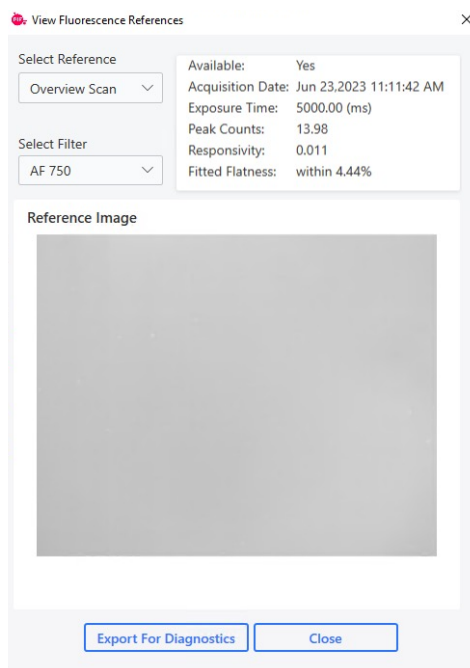 View Fluorescence References
Select Reference
Overview Scan
Select Filter
AF 750
Available: Yes
Acquisition Date: Jun 23,2023 11:11:42 AM
Exposure Time: 5000.00 (ms)
Peak Counts: 13.98
Responsivity: 0.011
Fitted Flatness: within 4.44%
Reference Image
Export For Diagnostics
Close